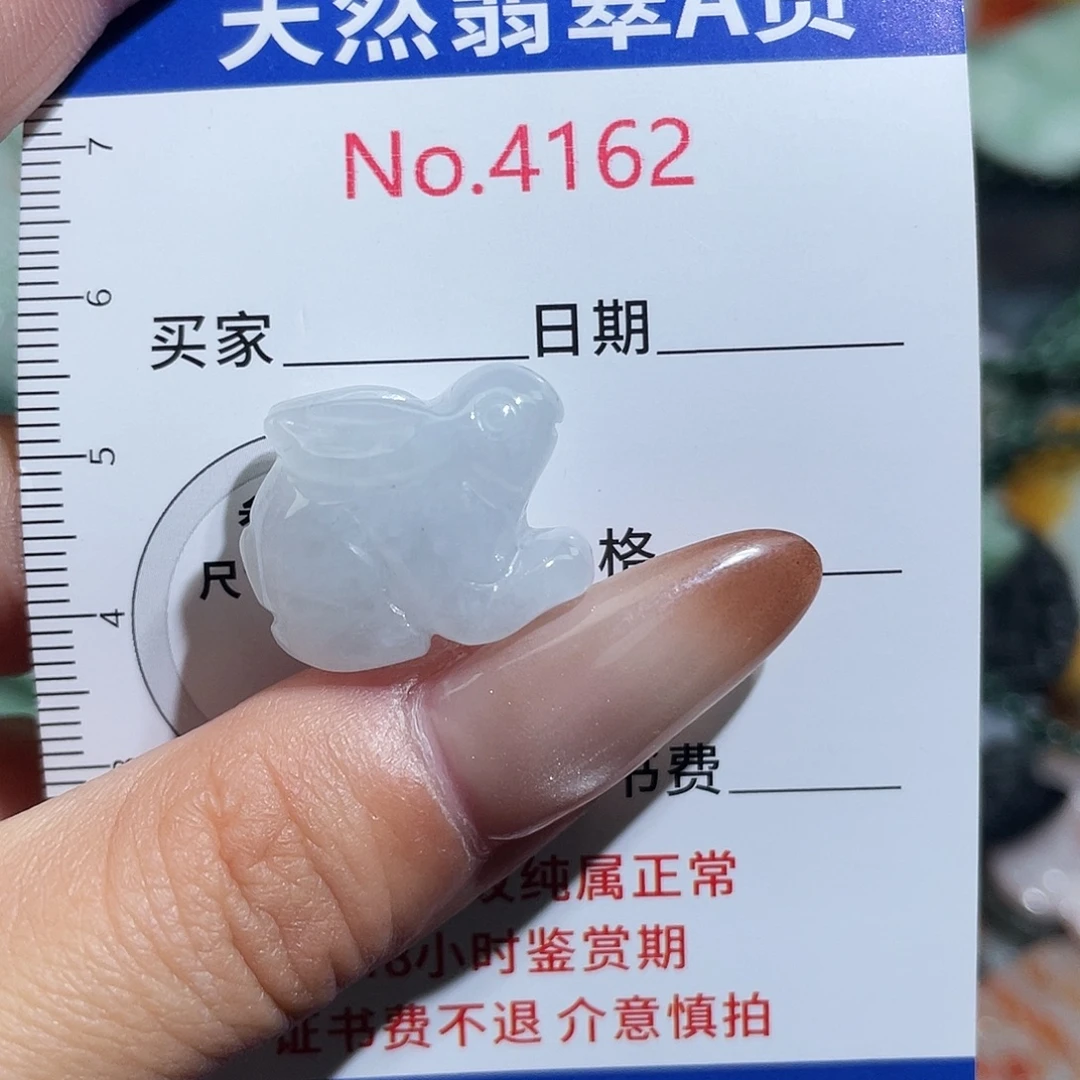 天然翡翠A货
No.4162
7
6
5
4
买家 日期
尺
格
书费
纯属正常
8小时鉴赏期
证书费不退 介意慎拍